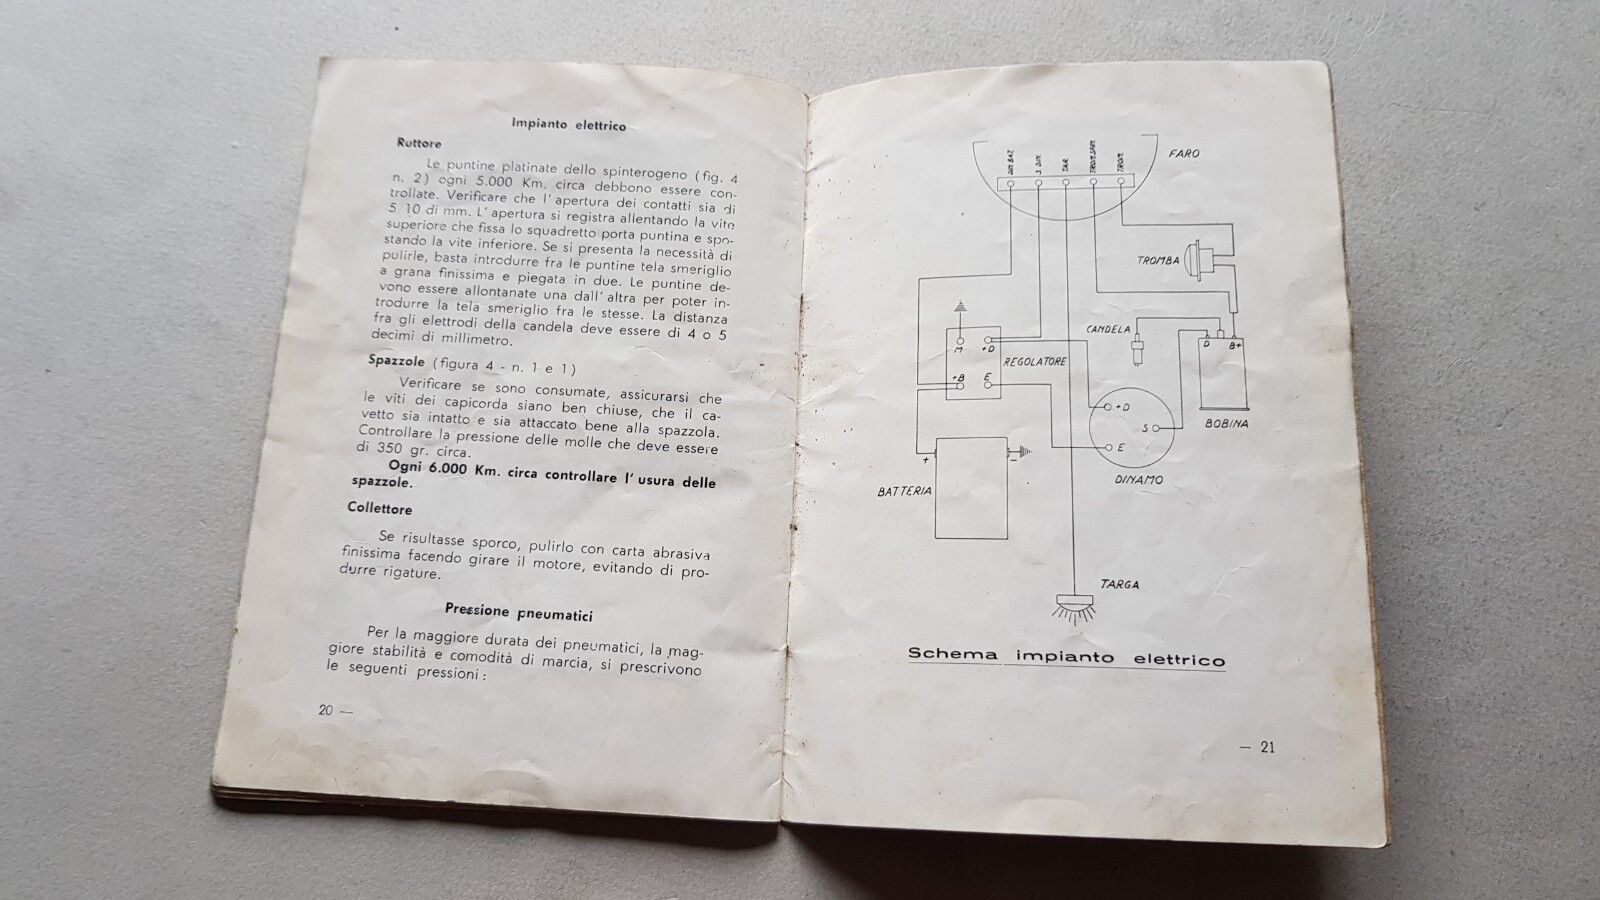 Impianto elettrico
Ruttore
Le puntine platinate dello spinterogeno (fig. 4
n. 2) ogni 5.000 Km. circa debbono essere con-
trollate. Verificare che l'apertura dei contatti sia di
5 10 di mm. L'apertura si registra allentando la vite
superiore che fissa lo squadretto porta puntina e spo-
stando la vite inferiore. Se si presenta la necessità di
pulirle, basta introdurre fra le puntine tela smeriglio
a grana finissima e piegata in due. Le puntine de-
vono essere allontanate una dall'altra per poter in-
trodurre la tela smeriglio fra le stesse. La distanza
fra gli elettrodi della candela deve essere di 4 o 5
decimi di millimetro.
Spazzole (figura 4 - n. 1 e 1)
Verificare se sono consumate, assicurarsi che
le viti dei capicorda siano ben chiuse, che il ca-
vetto sia intatto e sia attaccato bene alla spazzola.
Controllare la pressione delle molle che deve essere
di 350 gr. circa.
Ogni 6.000 Km. circa controllare l'usura delle
spazzole.
Collettore
Se risultasse sporco, pulirlo con carta abrasiva
finissima facendo girare il motore, evitando di pro-
durre rigature.
Pressione pneumatici
Per la maggiore durata dei pneumatici, la mag-
giore stabilità e comodità di marcia, si prescrivono
le seguenti pressioni:
20 —
FARO
TAR
TROM.
TROMBA
CANDELA
D
B+
M
+D
REGOLATORE
+B
E
+D
S
E
BOBINA
DINAMO
+
−
BATTERIA
TARGA
Schema impianto elettrico
— 21